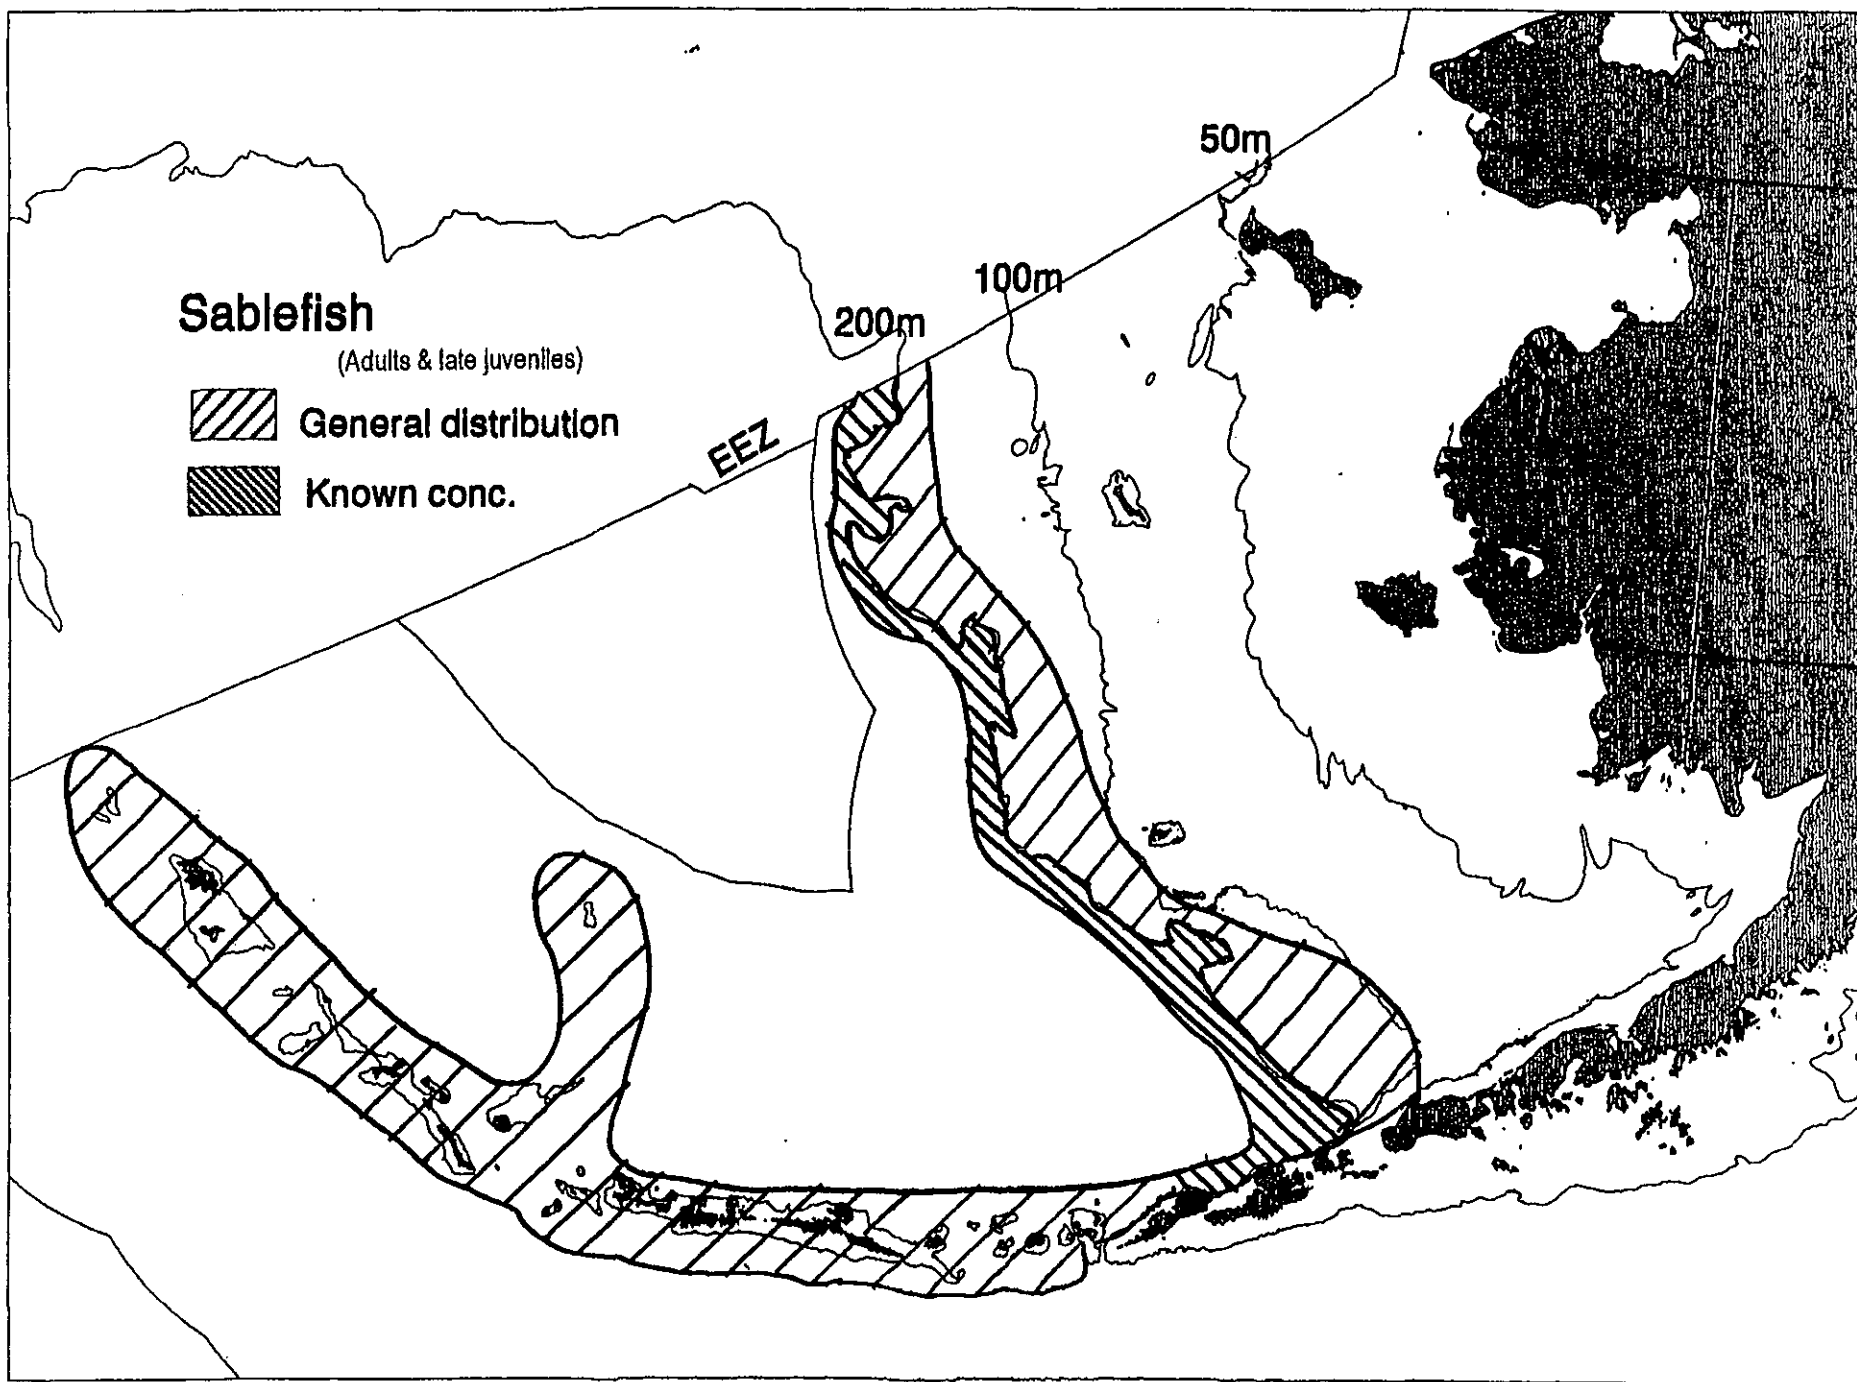 50m
100m
200m
Sablefish
(Adults & late juveniles)
General distribution
EEZ
Known conc.